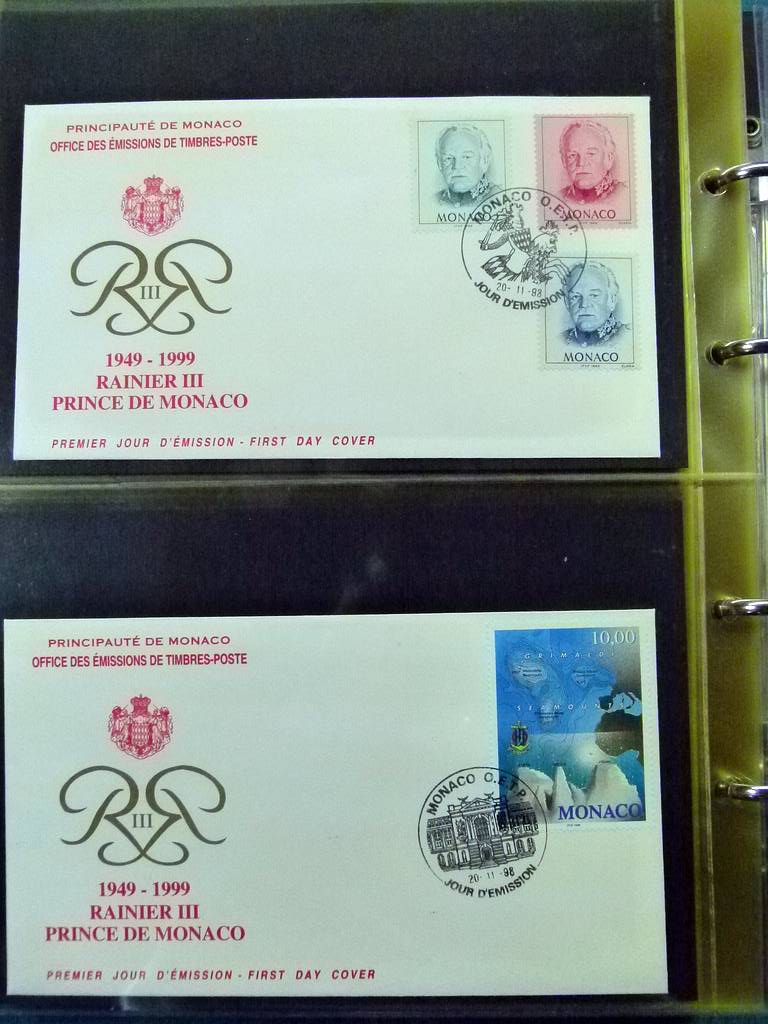 PRINCIPAUTÉ DE MONACO
OFFICE DES ÉMISSIONS DE TIMBRES-POSTE
III
1949 - 1999
RAINIER III
PRINCE DE MONACO
PREMIER JOUR D'ÉMISSION - FIRST DAY COVER
MONACO
MONACO
MONACO
MONACO O.E.T.P.
20-11-98
JOUR D'EMISSION
PRINCIPAUTÉ DE MONACO
OFFICE DES ÉMISSIONS DE TIMBRES-POSTE
III
1949 - 1999
RAINIER III
PRINCE DE MONACO
PREMIER JOUR D'ÉMISSION - FIRST DAY COVER
10,00
GRIMALDI
SEAMOUNTS
MONACO
MONACO O.E.T.P.
20-11-98
JOUR D'EMISSION